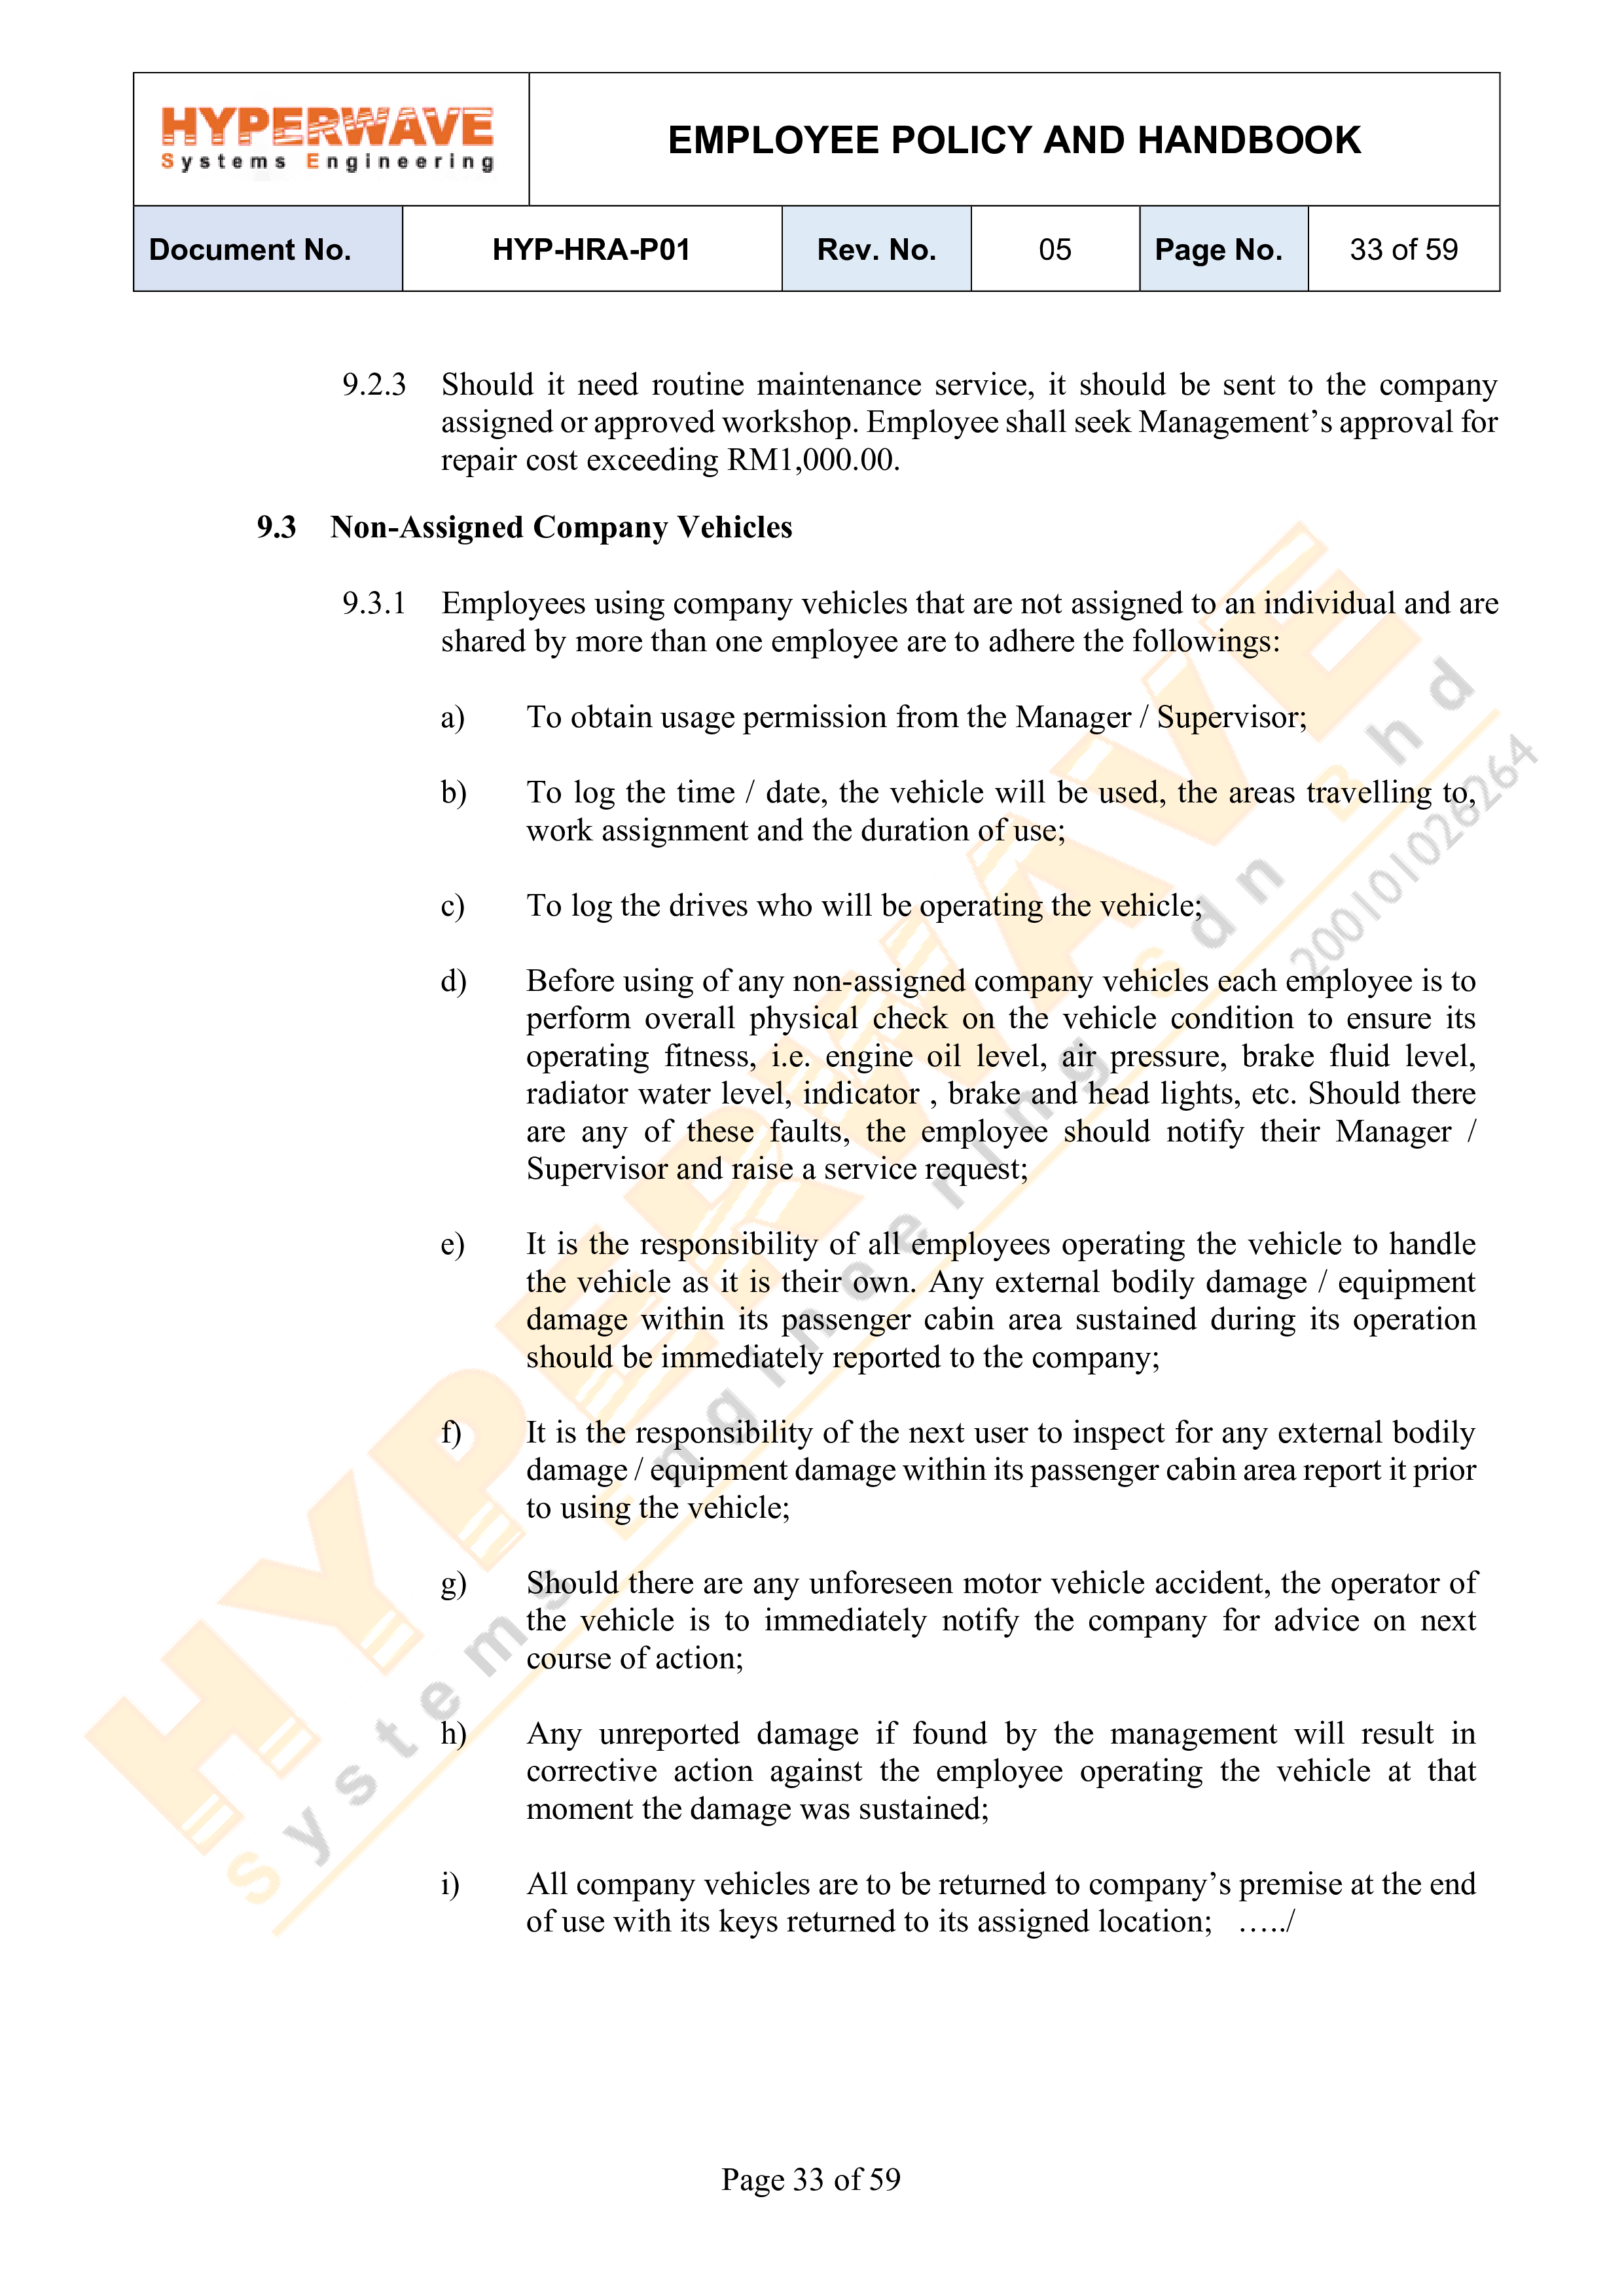 HYPERWAVE
Systems Engineering
EMPLOYEE POLICY AND HANDBOOK
Document No. HYP-HRA-P01 Rev. No. 05 Page No. 33 of 59
9.2.3 Should it need routine maintenance service, it should be sent to the company
assigned or approved workshop. Employee shall seek Management’s approval for
repair cost exceeding RM1,000.00.
9.3 Non-Assigned Company Vehicles
9.3.1 Employees using company vehicles that are not assigned to an individual and are
shared by more than one employee are to adhere the followings:
a) To obtain usage permission from the Manager / Supervisor;
b) To log the time / date, the vehicle will be used, the areas travelling to,
work assignment and the duration of use;
c) To log the drives who will be operating the vehicle;
d) Before using of any non-assigned company vehicles each employee is to
perform overall physical check on the vehicle condition to ensure its
operating fitness, i.e. engine oil level, air pressure, brake fluid level,
radiator water level, indicator , brake and head lights, etc. Should there
are any of these faults, the employee should notify their Manager /
Supervisor and raise a service request;
e) It is the responsibility of all employees operating the vehicle to handle
the vehicle as it is their own. Any external bodily damage / equipment
damage within its passenger cabin area sustained during its operation
should be immediately reported to the company;
f) It is the responsibility of the next user to inspect for any external bodily
damage / equipment damage within its passenger cabin area report it prior
to using the vehicle;
g) Should there are any unforeseen motor vehicle accident, the operator of
the vehicle is to immediately notify the company for advice on next
course of action;
h) Any unreported damage if found by the management will result in
corrective action against the employee operating the vehicle at that
moment the damage was sustained;
i) All company vehicles are to be returned to company’s premise at the end
of use with its keys returned to its assigned location; …../
HYPERWAVE
Systems Engineering Sdn Bhd
200101026264
Page 33 of 59